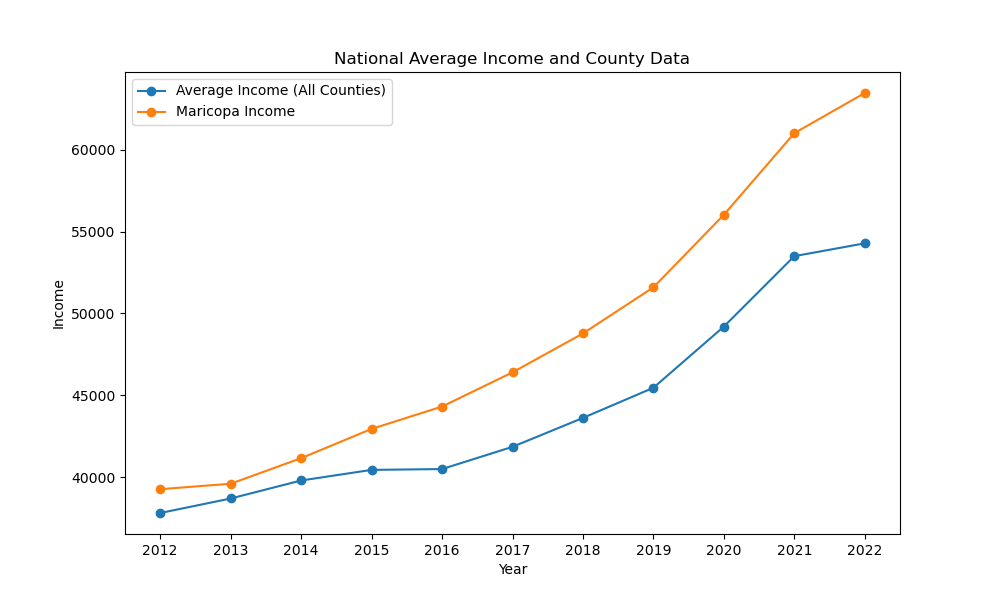 National Average Income and County Data
Average Income (All Counties)
Maricopa Income
60000
55000
50000
45000
40000
Income
2012 2013 2014 2015 2016 2017 2018 2019 2020 2021 2022
Year